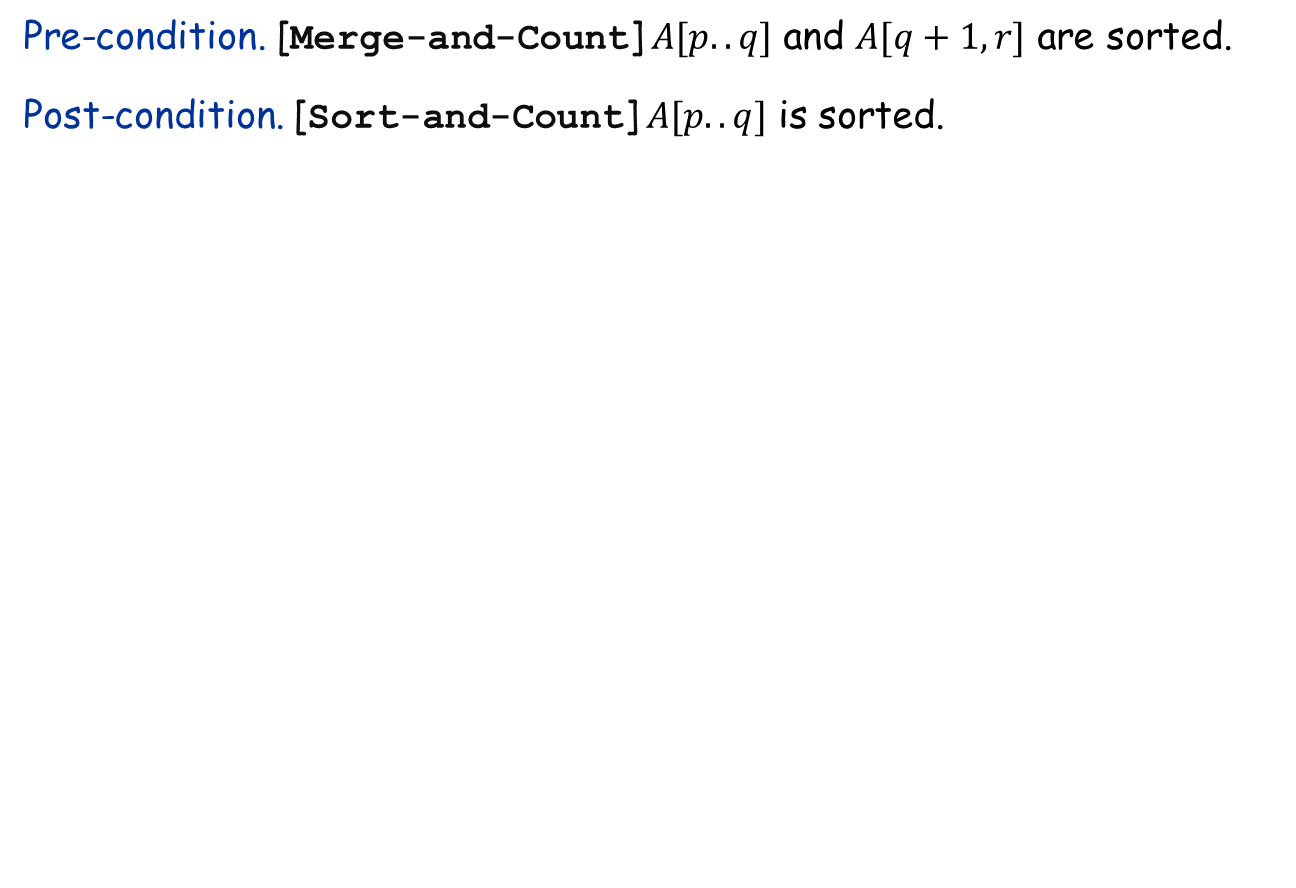 Pre-condition. [Merge-and-Count] A[p..q] and A[q + 1,r] are sorted.
Post-condition. [Sort-and-Count] A[p..q] is sorted.